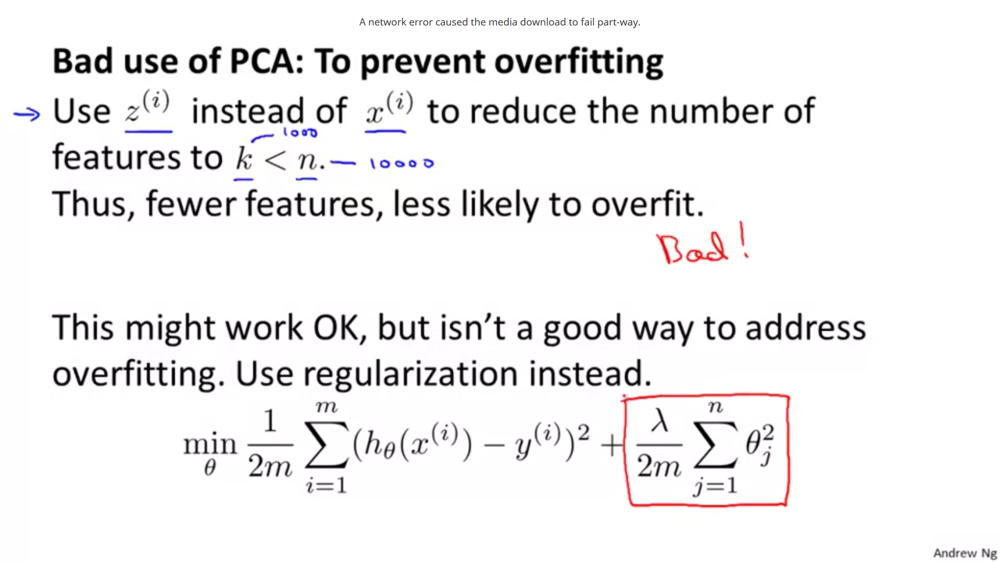 A network error caused the media download to fail part-way.
Bad use of PCA: To prevent overfitting
→ Use z^{(i)} instead of x^{(i)} to reduce the number of
1000
features to k < n. — 10000
Thus, fewer features, less likely to overfit.
Bad!
This might work OK, but isn’t a good way to address
overfitting. Use regularization instead.
\min_{\theta} \frac{1}{2m} \sum_{i=1}^{m} (h_{\theta}(x^{(i)}) - y^{(i)})^2 + \frac{\lambda}{2m} \sum_{j=1}^{n} \theta_j^2
Andrew Ng